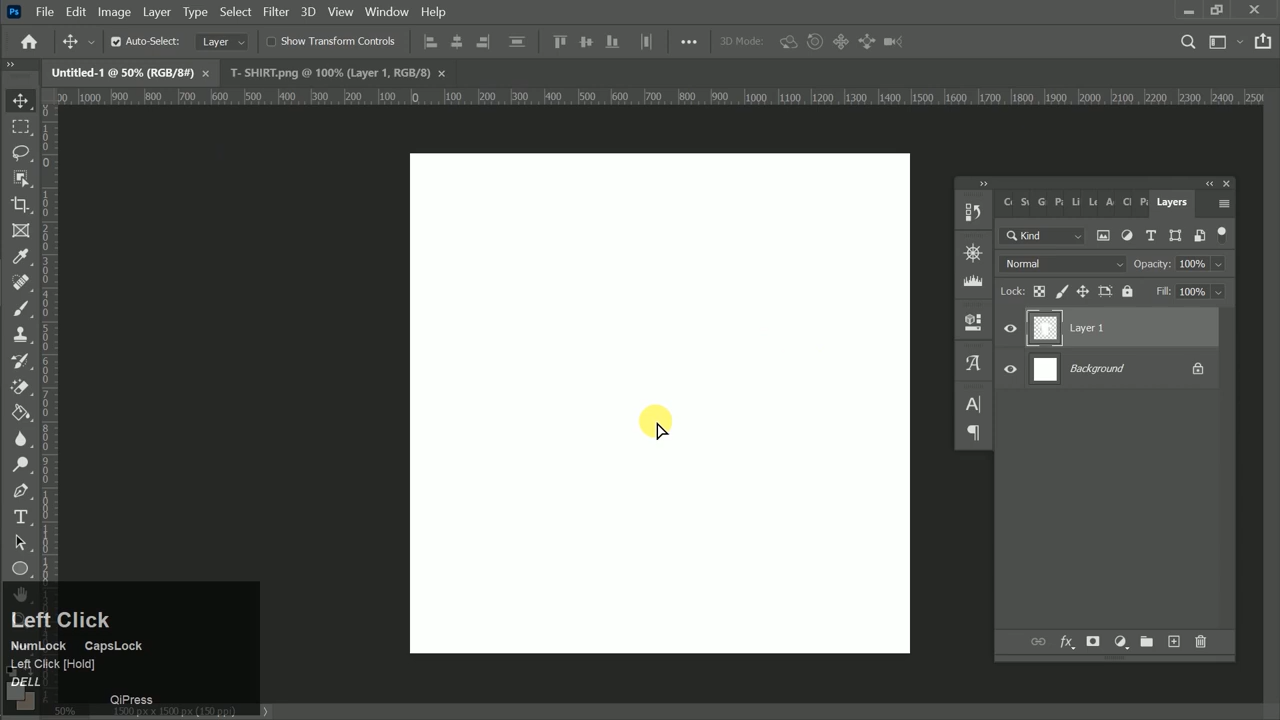 Ps File Edit Image Layer Type Select Filter 3D View Window Help
Auto-Select: Layer Show Transform Controls 3D Mode:
Untitled-1 @ 50% (RGB/8#) T- SHIRT.png @ 100% (Layer 1, RGB/8)
1000 900 800 700 600 500 400 300 200 100 0 100 200 300 400 500 600 700 800 900 1000 1100 1200 1300 1400 1500 1600 1700 1800 1900 2000 2100 2200 2300 2400
Layers
Kind
Normal Opacity: 100%
Lock: Fill: 100%
Layer 1
Background
Left Click
NumLock CapsLock
Left Click [Hold]
DELL
QiPress
50% 1500 px x 1500 px (150 ppi)